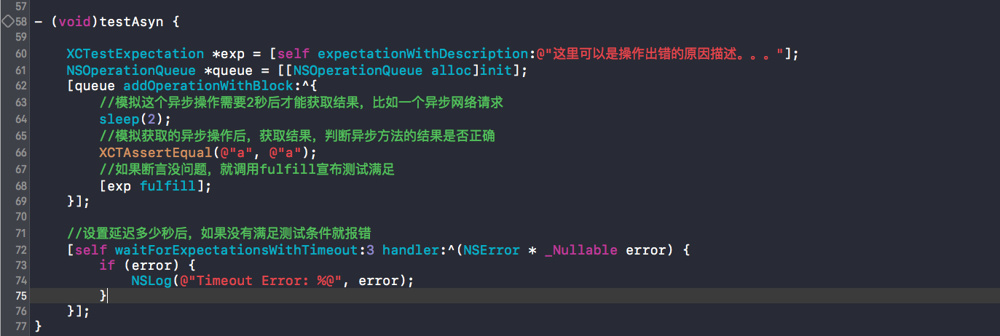 57
58 - (void)testAsyn {
59
60 XCTestExpectation *exp = [self expectationWithDescription:@"这里可以是操作出错的原因描述。。。"];
61 NSOperationQueue *queue = [[NSOperationQueue alloc]init];
62 [queue addOperationWithBlock:^{
63 //模拟这个异步操作需要2秒后才能获取结果，比如一个异步网络请求
64 sleep(2);
65 //模拟获取的异步操作后，获取结果，判断异步方法的结果是否正确
66 XCTAssertEqual(@"a", @"a");
67 //如果断言没问题，就调用fulfill宣布测试满足
68 [exp fulfill];
69 }];
70
71 //设置延迟多少秒后，如果没有满足测试条件就报错
72 [self waitForExpectationsWithTimeout:3 handler:^(NSError * _Nullable error) {
73 if (error) {
74 NSLog(@"Timeout Error: %@", error);
75 }
76 }];
77 }